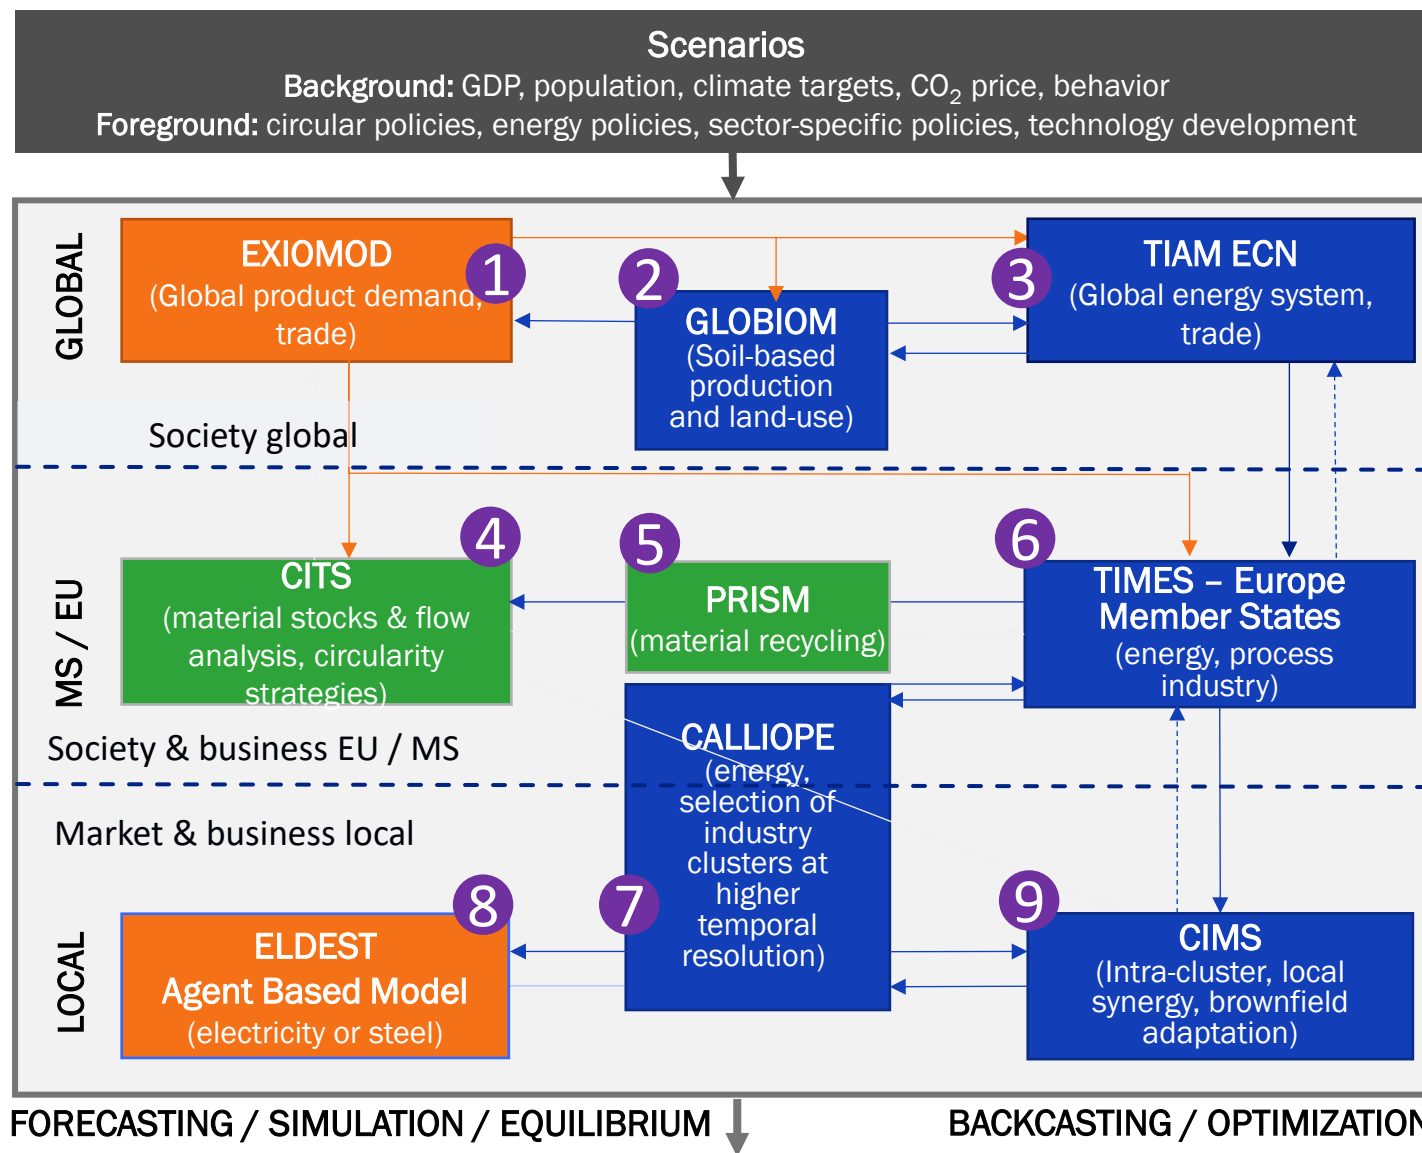 Scenarios
Background: GDP, population, climate targets, CO₂ price, behavior
Foreground: circular policies, energy policies, sector-specific policies, technology development
GLOBAL
EXIOMOD
(Global product demand,
trade)
1
2
GLOBIOM
(Soil-based
production
and land-use)
3
TIAM ECN
(Global energy system,
trade)
Society global
MS / EU
4
CITS
(material stocks & flow
analysis, circularity
strategies)
5
PRISM
(material recycling)
6
TIMES – Europe
Member States
(energy, process
industry)
Society & business EU / MS
CALLIOPE
(energy,
selection of
industry
clusters at
higher
temporal
resolution)
7
Market & business local
LOCAL
8
ELDEST
Agent Based Model
(electricity or steel)
9
CIMS
(Intra-cluster, local
synergy, brownfield
adaptation)
FORECASTING / SIMULATION / EQUILIBRIUM
BACKCASTING / OPTIMIZATION